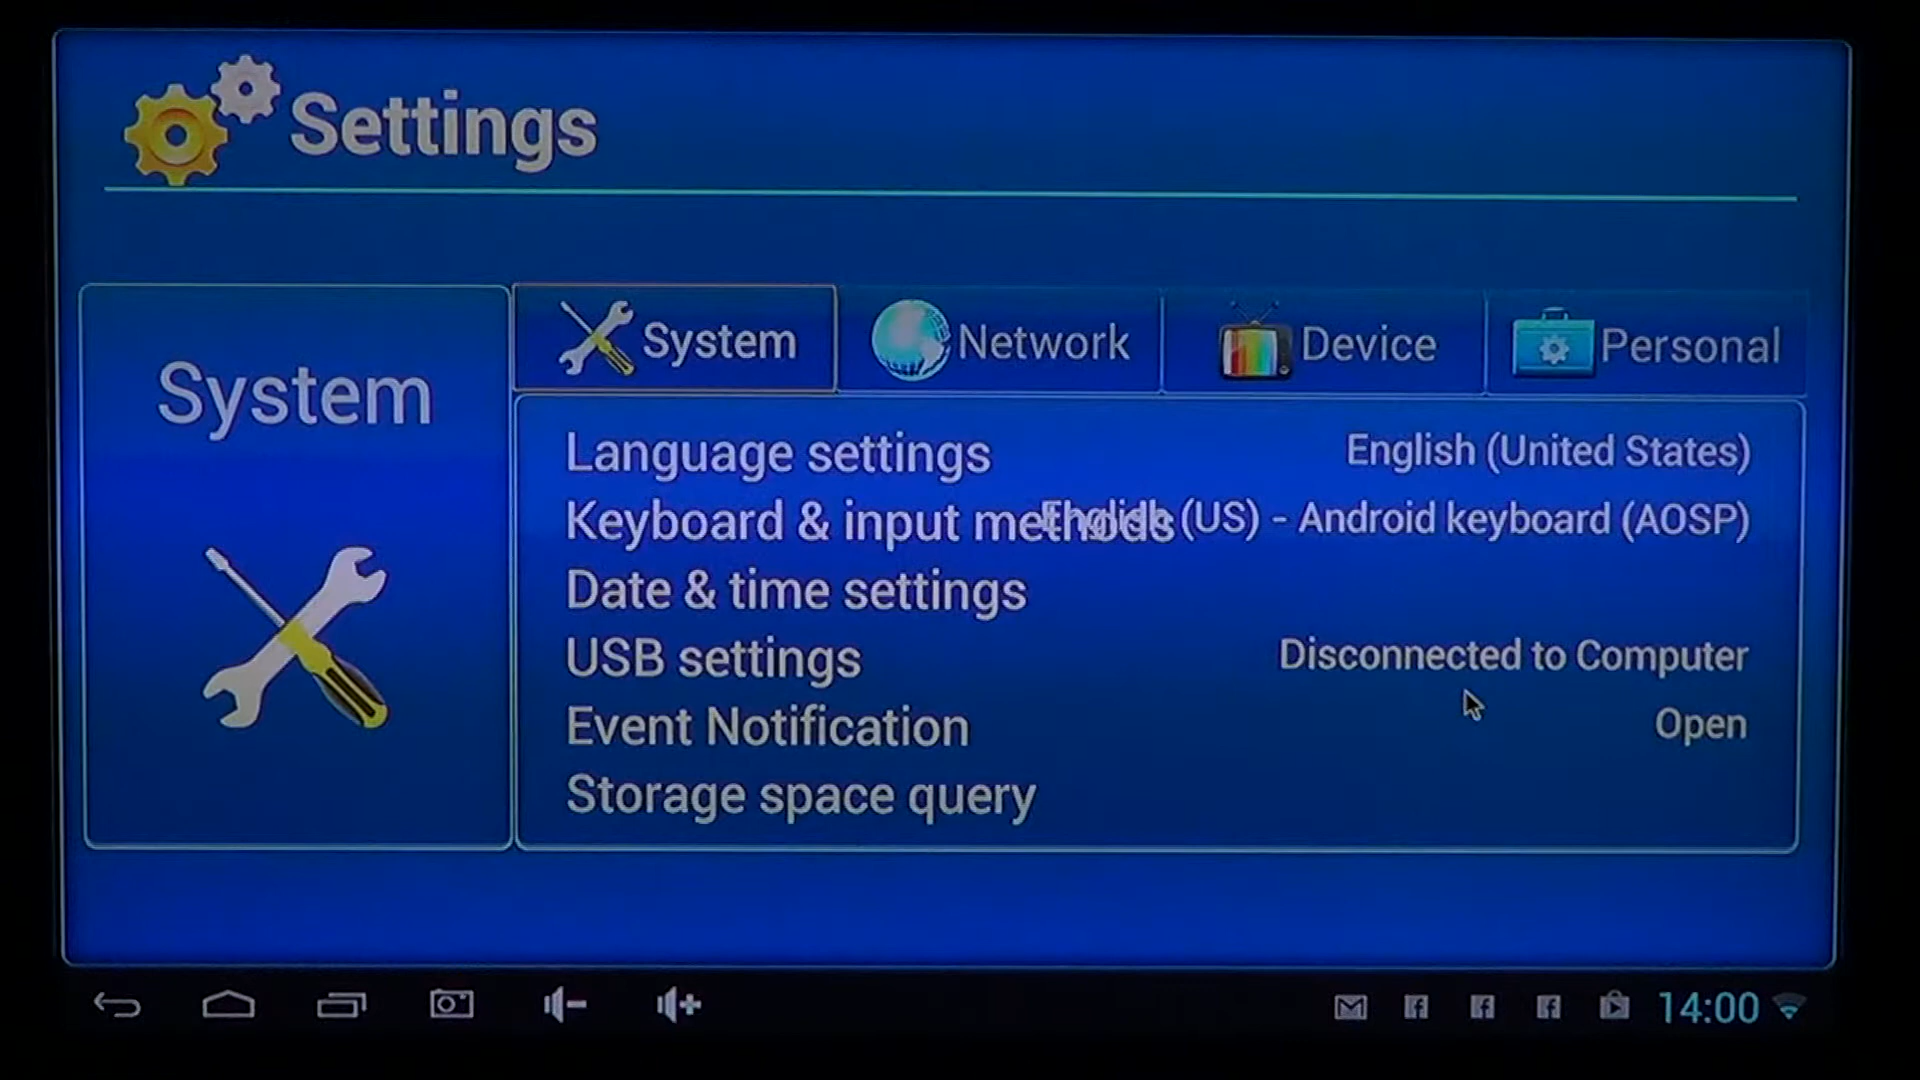 Settings
System
System
Network
Device
Personal
Language settings
English (United States)
Keyboard & input methods
English (US) - Android keyboard (AOSP)
Date & time settings
USB settings
Disconnected to Computer
Event Notification
Open
Storage space query
14:00